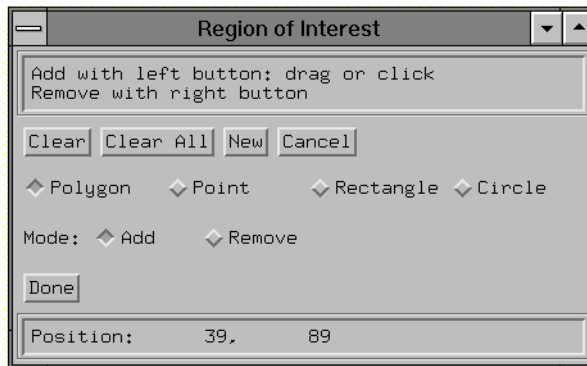 Region of Interest
Add with left button: drag or click
Remove with right button
Clear Clear All New Cancel
Polygon Point Rectangle Circle
Mode: Add Remove
Done
Position: 39, 89